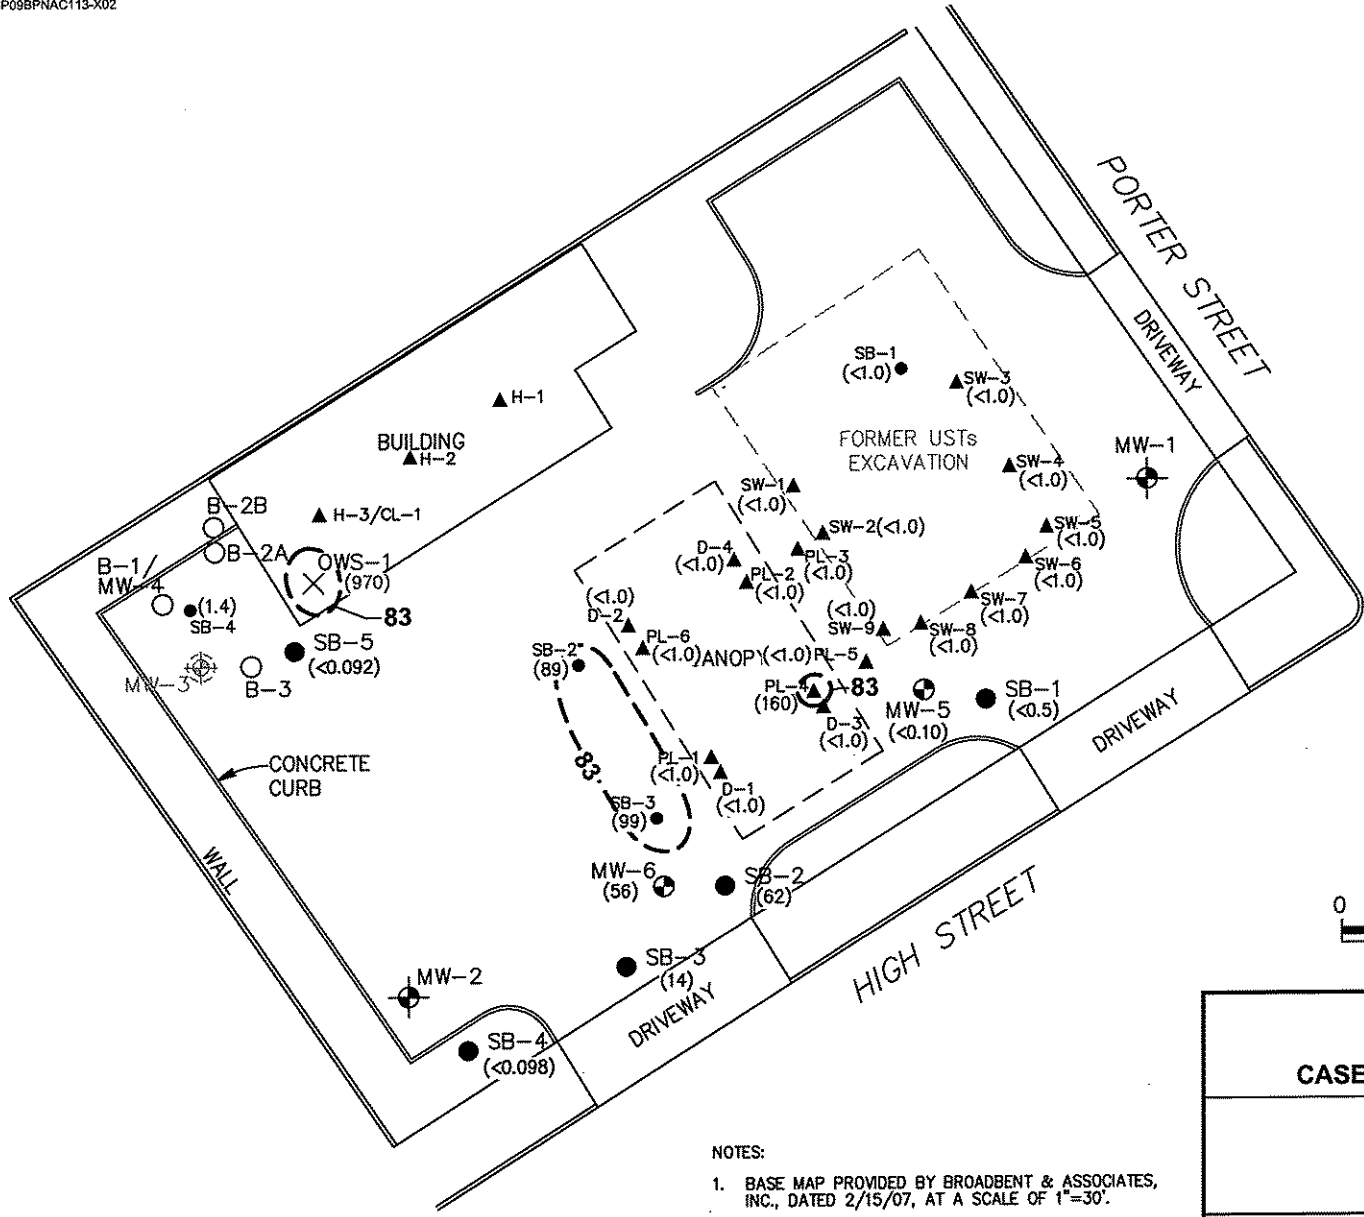 P09BPNAC113-X02
PORTER STREET
DRIVEWAY
SB-1
(<1.0)
SW-3
(<1.0)
H-1
FORMER USTs
EXCAVATION
MW-1
BUILDING
H-2
SW-4
(<1.0)
SW-1
(<1.0)
B-2B
H-3/CL-1
SW-2(<1.0)
SW-5
(<1.0)
B-2A
OWS-1
(970)
D-4
(<1.0)
PL-3
(<1.0)
SW-6
(<1.0)
B-1/
MW-4
PL-2
(<1.0)
(1.4)
SB-4
83
(<1.0)
D-2
(<1.0)
SW-9
SW-7
(<1.0)
SW-8
(<1.0)
SB-5
(<0.092)
PL-6
(<1.0)
SB-2
(89)
ANOPY
(<1.0)
PL-5
MW-3
B-3
PL-4
(160)
83
MW-5
(<0.10)
SB-1
(<0.5)
D-3
(<1.0)
DRIVEWAY
CONCRETE
CURB
83
PL-1
(<1.0)
D-1
(<1.0)
SB-3
(99)
WALL
MW-6
(56)
SB-2
(62)
HIGH STREET
0
SB-3
(14)
MW-2
DRIVEWAY
SB-4
(<0.098)
CASE
NOTES:
1. BASE MAP PROVIDED BY BROADBENT & ASSOCIATES,
INC., DATED 2/15/07, AT A SCALE OF 1"=30'.